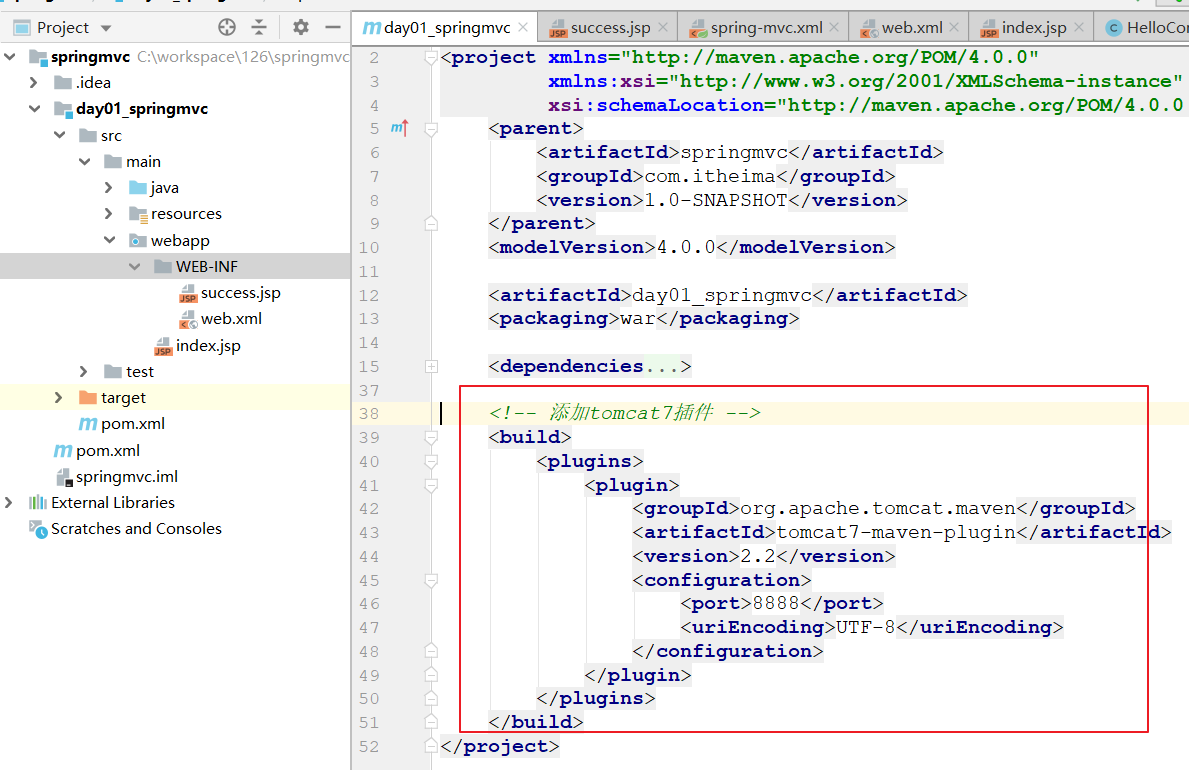 Project
springmvc C:\workspace\126\springmvc
.idea
day01_springmvc
src
main
java
resources
webapp
WEB-INF
success.jsp
web.xml
index.jsp
test
target
pom.xml
pom.xml
springmvc.iml
External Libraries
Scratches and Consoles
day01_springmvc success.jsp spring-mvc.xml web.xml index.jsp HelloCon
2 <project xmlns="http://maven.apache.org/POM/4.0.0"
3 xmlns:xsi="http://www.w3.org/2001/XMLSchema-instance"
4 xsi:schemaLocation="http://maven.apache.org/POM/4.0.0
5 <parent>
6 <artifactId>springmvc</artifactId>
7 <groupId>com.itheima</groupId>
8 <version>1.0-SNAPSHOT</version>
9 </parent>
10 <modelVersion>4.0.0</modelVersion>
11
12 <artifactId>day01_springmvc</artifactId>
13 <packaging>war</packaging>
14
15 <dependencies...>
37
38 <!-- 添加tomcat7插件 -->
39 <build>
40 <plugins>
41 <plugin>
42 <groupId>org.apache.tomcat.maven</groupId>
43 <artifactId>tomcat7-maven-plugin</artifactId>
44 <version>2.2</version>
45 <configuration>
46 <port>8888</port>
47 <uriEncoding>UTF-8</uriEncoding>
48 </configuration>
49 </plugin>
50 </plugins>
51 </build>
52 </project>